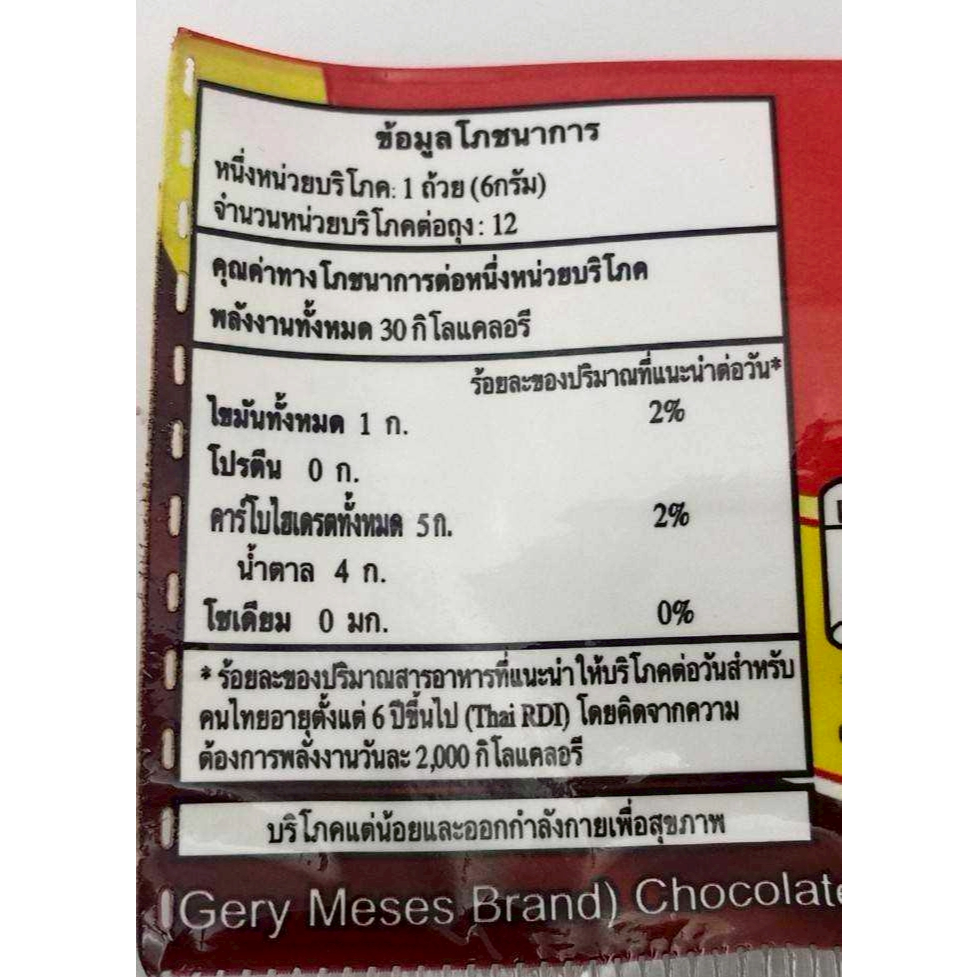 ข้อมูลโภชนาการ
หนึ่งหน่วยบริโภค: 1 ถ้วย (6กรัม)
จำนวนหน่วยบริโภคต่อถุง : 12
คุณค่าทางโภชนาการต่อหนึ่งหน่วยบริโภค
พลังงานทั้งหมด 30 กิโลแคลอรี
ร้อยละของปริมาณที่แนะนำต่อวัน*
ไขมันทั้งหมด 1 ก. 2%
โปรตีน 0 ก.
คาร์โบไฮเดรตทั้งหมด 5 ก. 2%
น้ำตาล 4 ก.
โซเดียม 0 มก. 0%
* ร้อยละของปริมาณสารอาหารที่แนะนำให้บริโภคต่อวันสำหรับ
คนไทยอายุตั้งแต่ 6 ปีขึ้นไป (Thai RDI) โดยคิดจากความ
ต้องการพลังงานวันละ 2,000 กิโลแคลอรี
บริโภคแต่น้อยและออกกำลังกายเพื่อสุขภาพ
(Gery Meses Brand) Chocolate